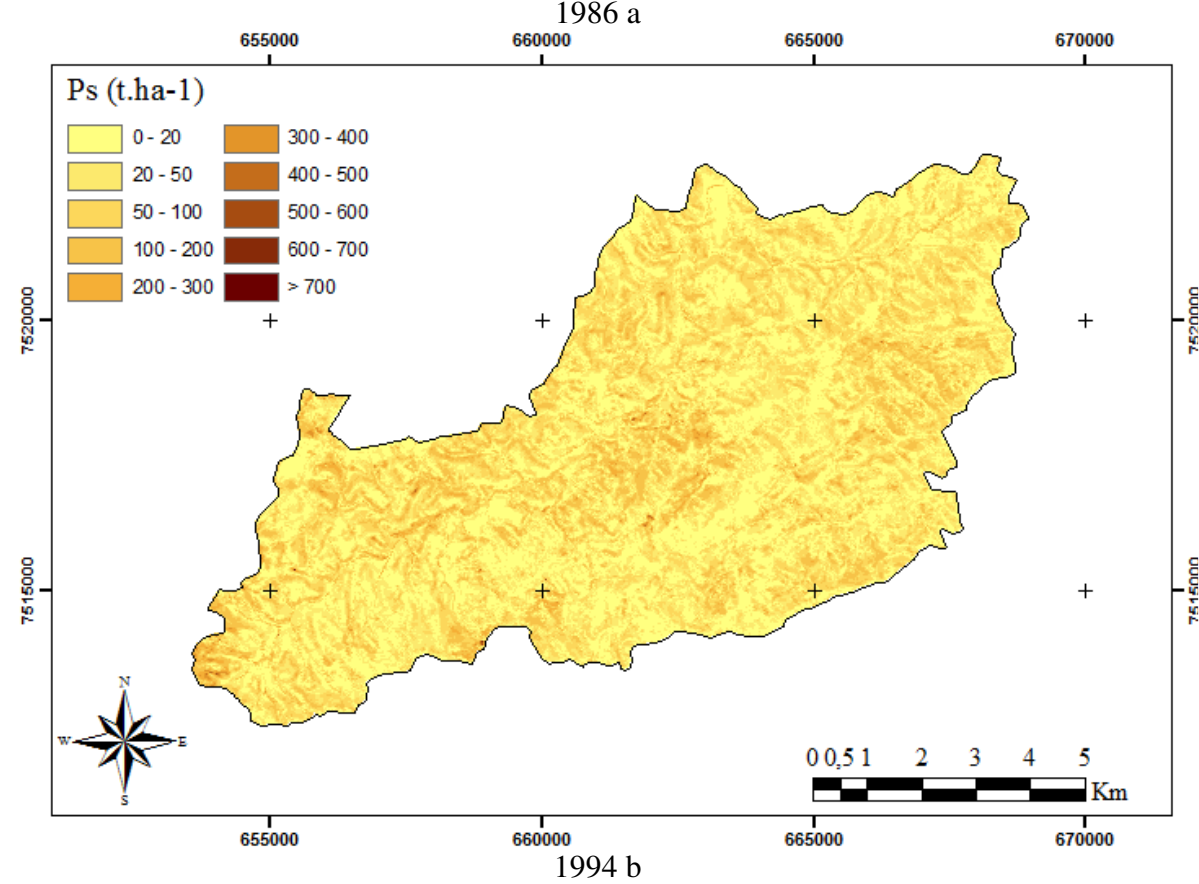 1986 a
655000 660000 665000 670000
Ps (t.ha-1)
0 - 20 300 - 400
20 - 50 400 - 500
50 - 100 500 - 600
100 - 200 600 - 700
200 - 300 > 700
7520000 7520000
7515000 7515000
N
W E
S
0 0,5 1 2 3 4 5
Km
655000 660000 665000 670000
1994 b